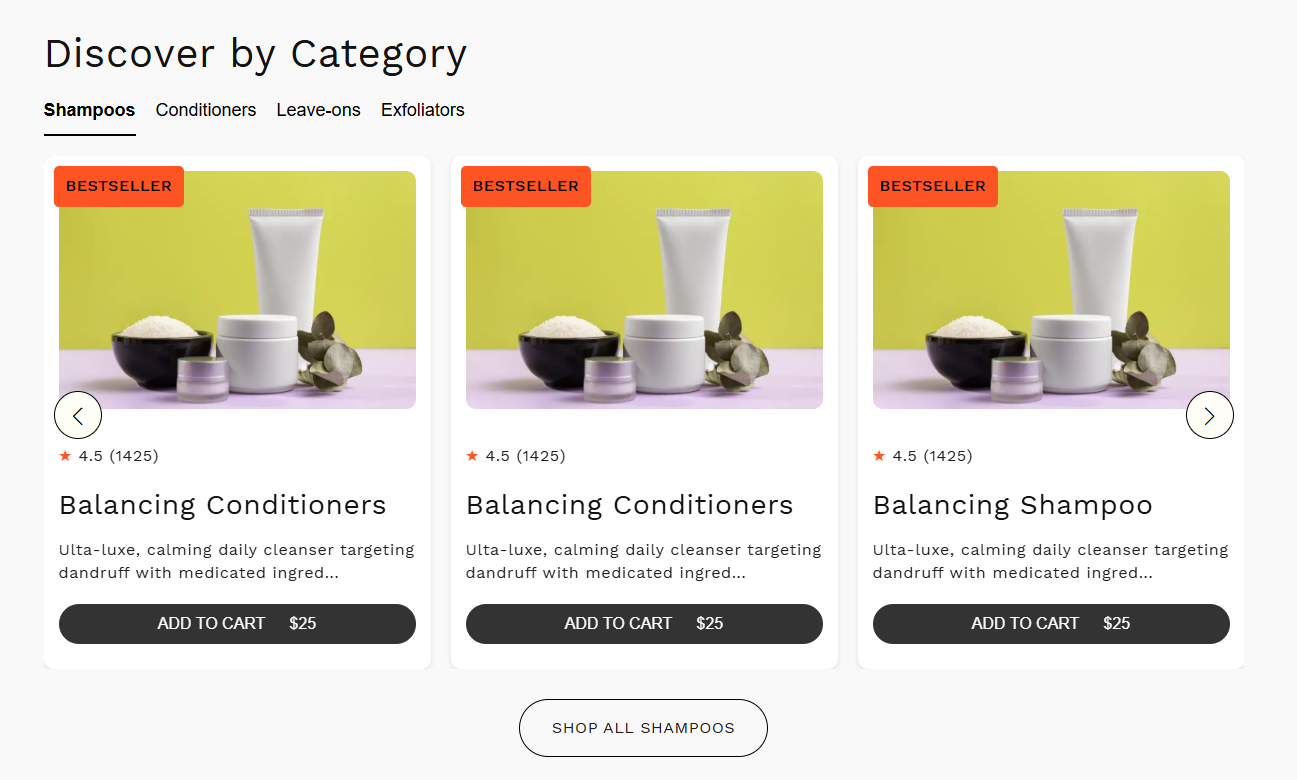 Discover by Category
Shampoos Conditioners Leave-ons Exfoliators
BESTSELLER
★ 4.5 (1425)
Balancing Conditioners
Ulta-luxe, calming daily cleanser targeting
dandruff with medicated ingred...
ADD TO CART $25
BESTSELLER
★ 4.5 (1425)
Balancing Conditioners
Ulta-luxe, calming daily cleanser targeting
dandruff with medicated ingred...
ADD TO CART $25
BESTSELLER
★ 4.5 (1425)
Balancing Shampoo
Ulta-luxe, calming daily cleanser targeting
dandruff with medicated ingred...
ADD TO CART $25
SHOP ALL SHAMPOOS